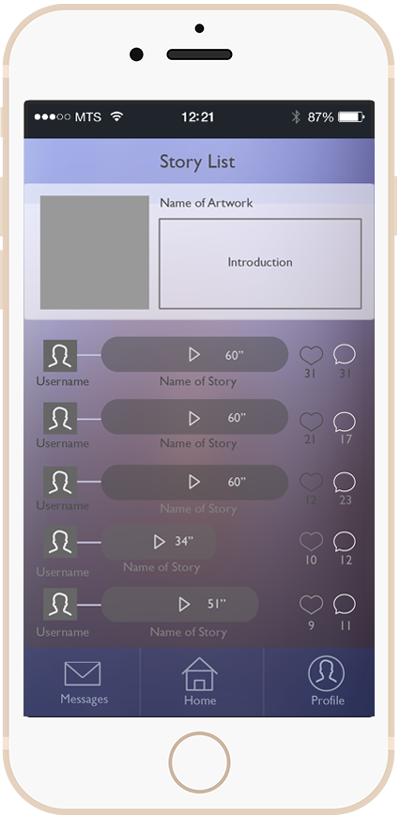 MTS 12:21 87%
Story List
Name of Artwork
Introduction
60"
31 31
Username Name of Story
60"
21 17
Username Name of Story
60"
12 23
Username Name of Story
34"
10 12
Username Name of Story
51"
9 11
Username Name of Story
Messages Home Profile